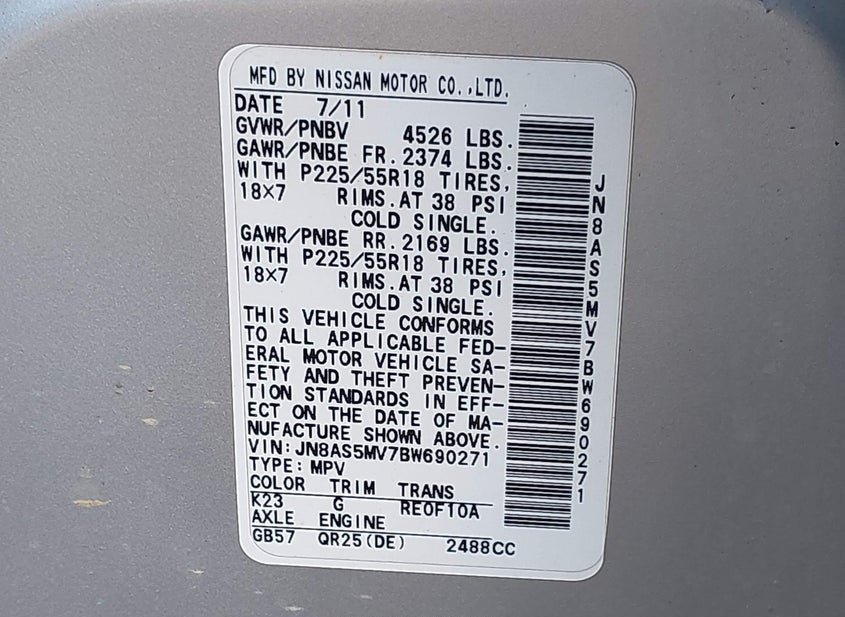 MFD BY NISSAN MOTOR CO.,LTD.
DATE 7/11
GVWR/PNBV 4526 LBS.
GAWR/PNBE FR. 2374 LBS.
WITH P225/55R18 TIRES,
18×7 RIMS.AT 38 PSI
COLD SINGLE.
GAWR/PNBE RR. 2169 LBS.
WITH P225/55R18 TIRES,
18×7 RIMS.AT 38 PSI
COLD SINGLE.
THIS VEHICLE CONFORMS
TO ALL APPLICABLE FED-
ERAL MOTOR VEHICLE SA-
FETY AND THEFT PREVEN-
TION STANDARDS IN EFF-
ECT ON THE DATE OF MA-
NUFACTURE SHOWN ABOVE.
VIN:JN8AS5MV7BW690271
TYPE:MPV
COLOR TRIM TRANS
K23 G RE0F10A
AXLE ENGINE
GB57 QR25(DE) 2488CC
JN8AS5MV7BW690271